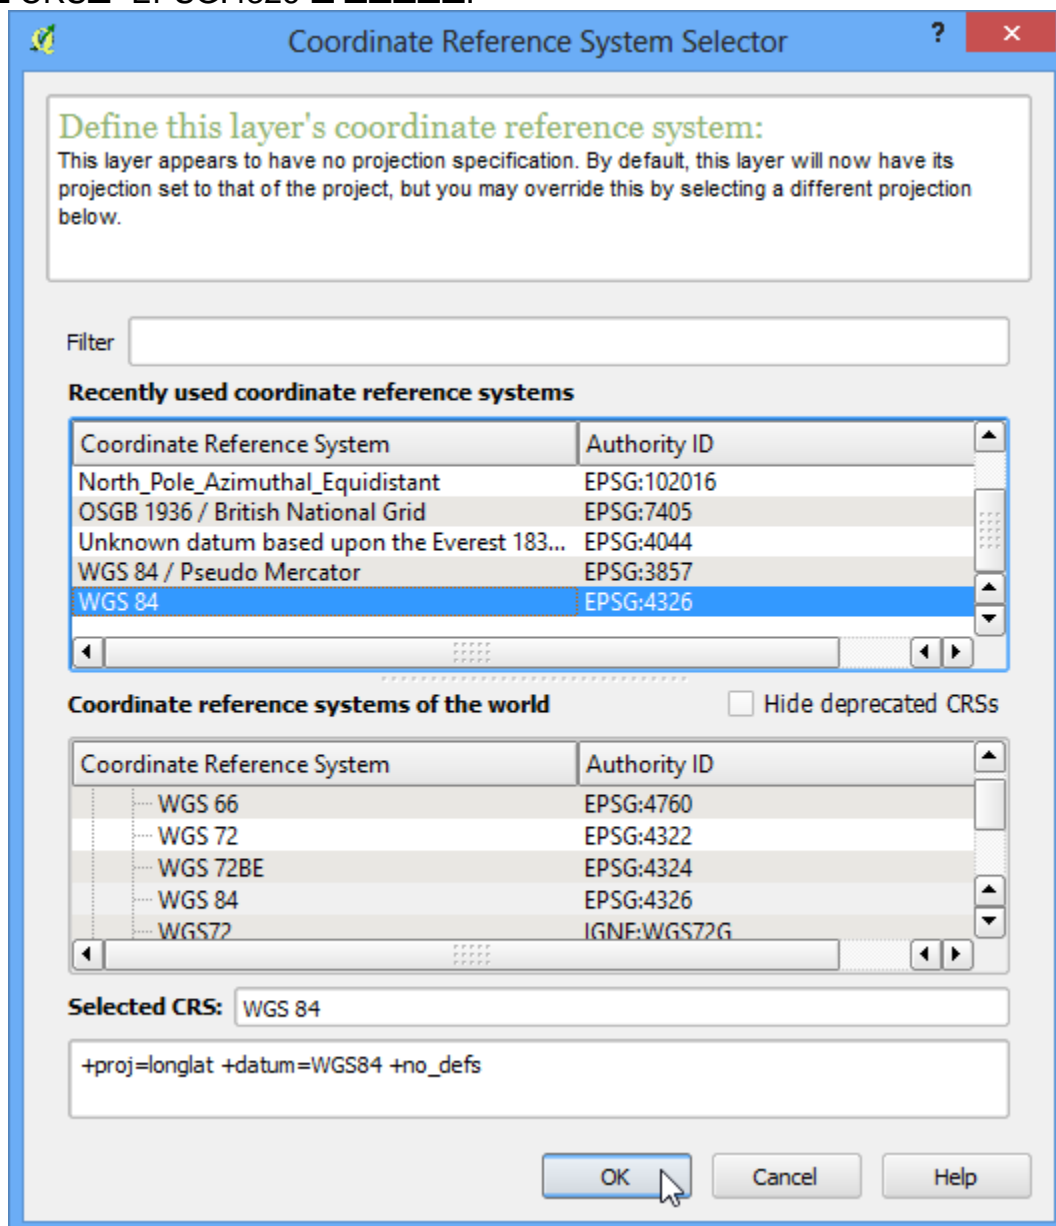 Coordinate Reference System Selector
?
Define this layer's coordinate reference system:
This layer appears to have no projection specification. By default, this layer will now have its
projection set to that of the project, but you may override this by selecting a different projection
below.
Filter
Recently used coordinate reference systems
Coordinate Reference System Authority ID
North_Pole_Azimuthal_Equidistant EPSG:102016
OSGB 1936 / British National Grid EPSG:7405
Unknown datum based upon the Everest 183... EPSG:4044
WGS 84 / Pseudo Mercator EPSG:3857
WGS 84 EPSG:4326
Coordinate reference systems of the world Hide deprecated CRSs
Coordinate Reference System Authority ID
WGS 66 EPSG:4760
WGS 72 EPSG:4322
WGS 72BE EPSG:4324
WGS 84 EPSG:4326
WGS72 IGNF:WGS72G
Selected CRS: WGS 84
+proj=longlat +datum=WGS84 +no_defs
OK Cancel Help